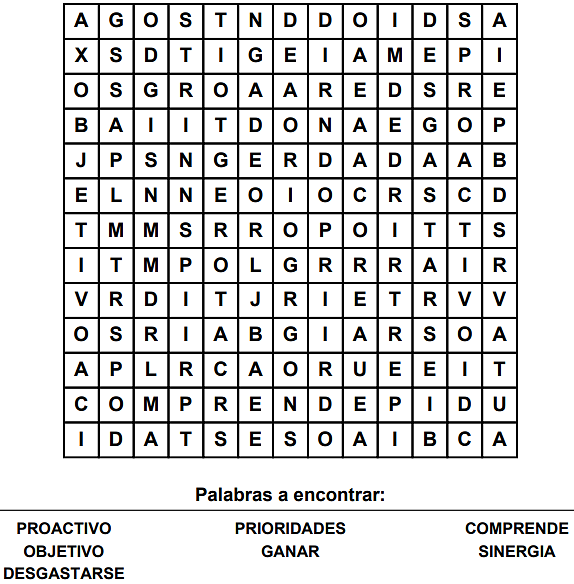 A G O S T N D D O I D S A
X S D T I G E I A M E P I
O S G R O A A R E D S R E
B A I I T D O N A E G O P
J P S N G E R D A D A A B
E L N N E O I O C R S C D
T M M S R R O P O I T T S
I T M P O L G R R R A I R
V R D I T J R I E T R V V
O S R I A B G I A R S O A
A P L R C A O R U E E I T
C O M P R E N D E P I D U
I D A T S E S O A I B C A
Palabras a encontrar:
PROACTIVO PRIORIDADES COMPRENDE
OBJETIVO GANAR SINERGIA
DESGASTARSE